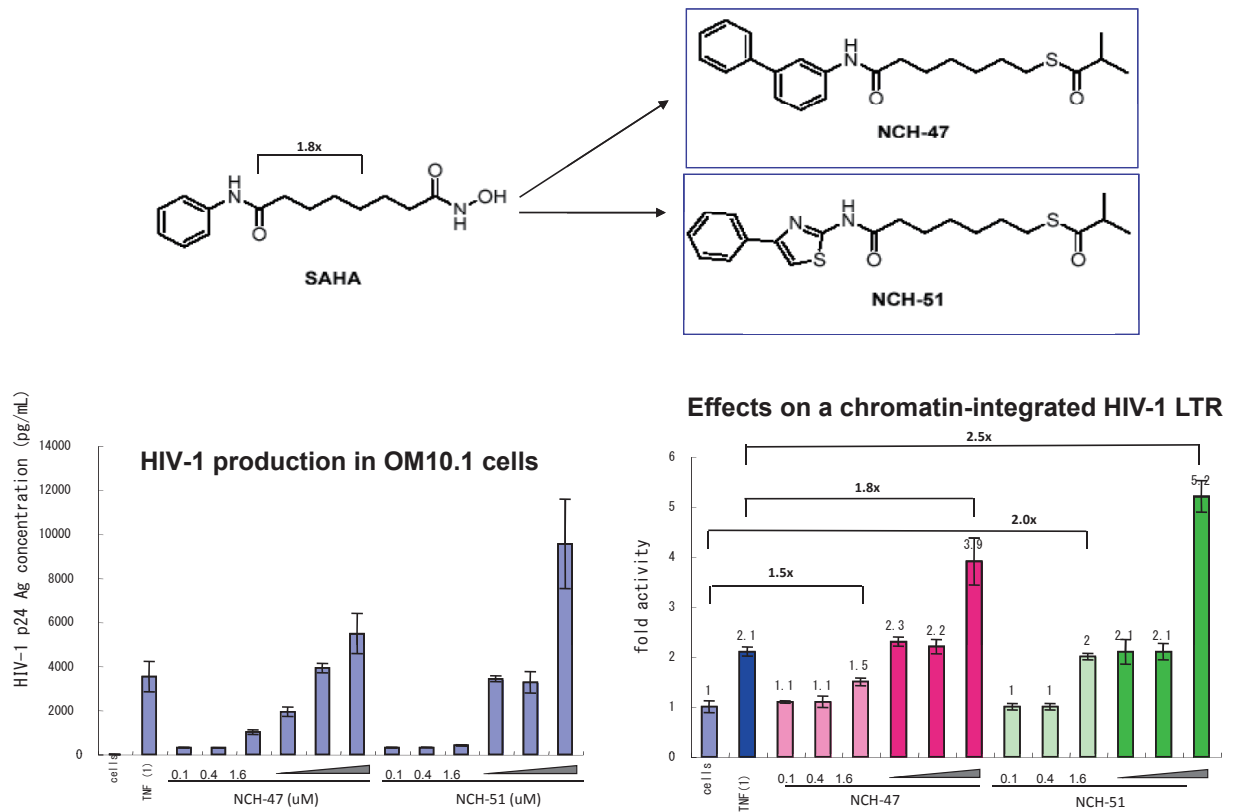 H
N
O
S
O
NCH-47
1.8x
H
N
O
O
N
H
OH
SAHA
N
H
N
S
O
S
O
NCH-51
HIV-1 p24 Ag concentration (pg/mL)
14000
12000
10000
8000
6000
4000
2000
0
HIV-1 production in OM10.1 cells
cells
TNF (1)
0.1 0.4 1.6
NCH-47 (uM)
0.1 0.4 1.6
NCH-51 (uM)
Effects on a chromatin-integrated HIV-1 LTR
fold activity
6
5
4
3
2
1
0
2.5x
1.8x
2.0x
1.5x
1
2.1
1.1
1.1
1.5
2.3
2.2
3.9
1
1
2
2.1
2.1
5.2
cells
TNF(1)
0.1 0.4 1.6
NCH-47
0.1 0.4 1.6
NCH-51